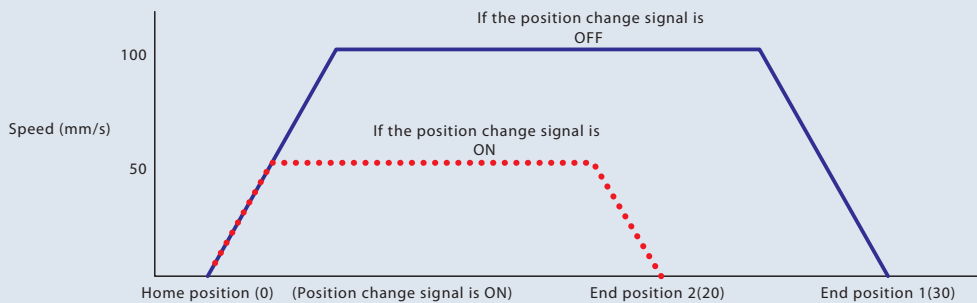 If the position change signal is
OFF
100
Speed (mm/s)
If the position change signal is
ON
50
Home position (0) (Position change signal is ON) End position 2(20) End position 1(30)